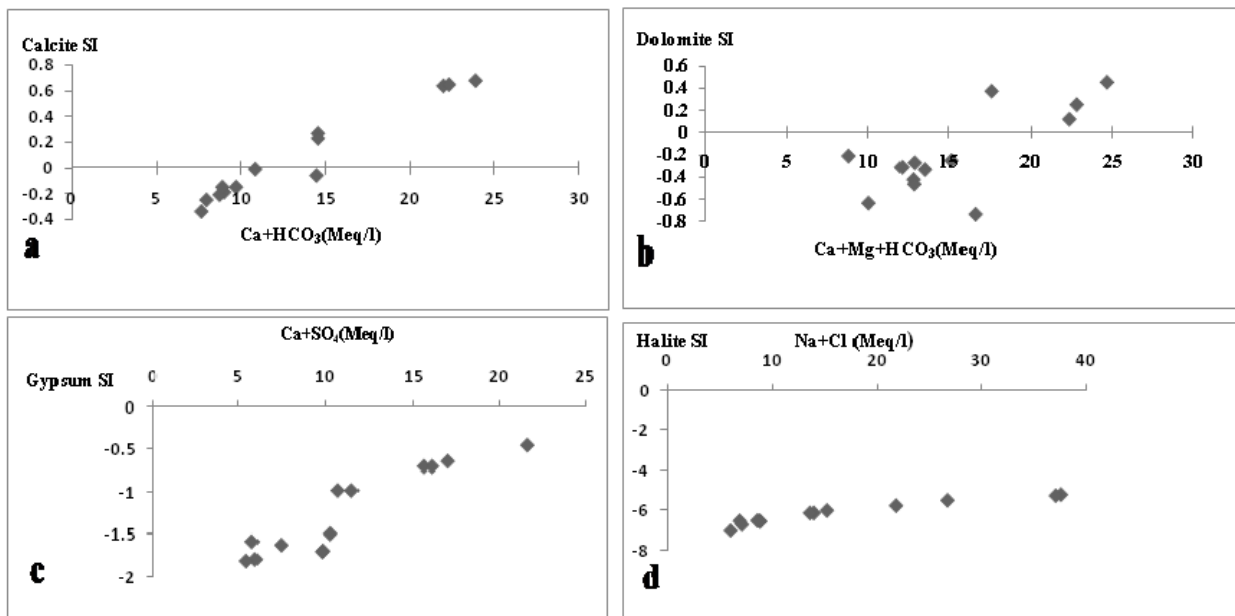 Calcite SI
0.8
0.6
0.4
0.2
0
-0.2
-0.4
0 5 10 15 20 25 30
Ca+HCO₃(Meq/l)
a
Dolomite SI
0.6
0.4
0.2
0
-0.2
-0.4
-0.6
-0.8
0 5 10 15 20 25 30
Ca+Mg+HCO₃(Meq/l)
b
Ca+SO₄(Meq/l)
Gypsum SI
0 5 10 15 20 25
0
-0.5
-1
-1.5
-2
c
Halite SI
Na+Cl (Meq/l)
0 10 20 30 40
0
-2
-4
-6
-8
d